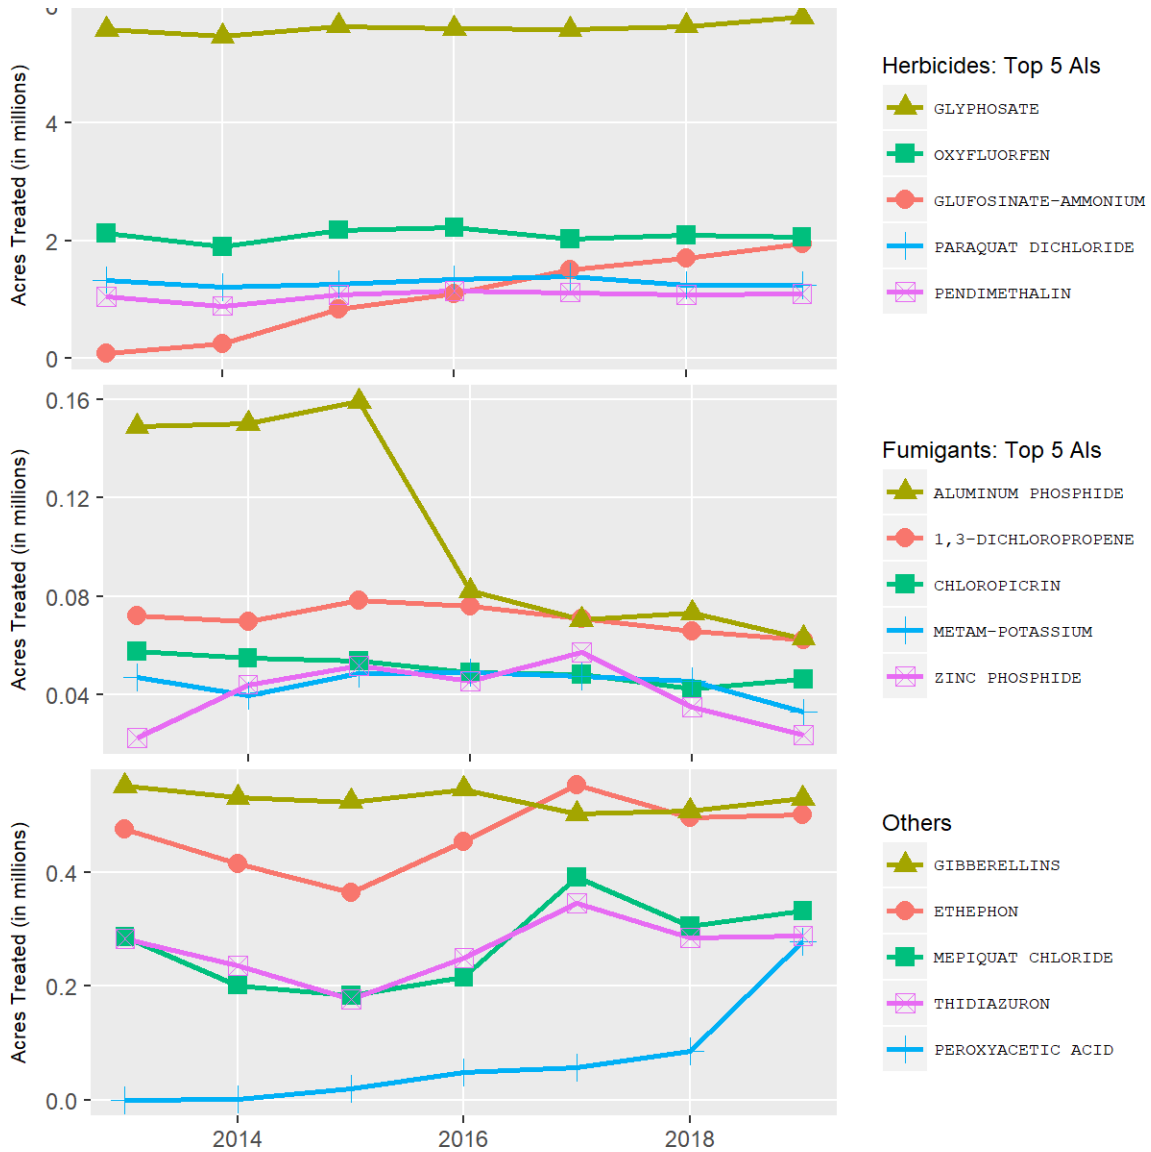 6
4
2
0
Acres Treated (in millions)
Herbicides: Top 5 AIs
GLYPHOSATE
OXYFLUORFEN
GLUFOSINATE-AMMONIUM
PARAQUAT DICHLORIDE
PENDIMETHALIN
0.16
0.12
0.08
0.04
Acres Treated (in millions)
Fumigants: Top 5 AIs
ALUMINUM PHOSPHIDE
1,3-DICHLOROPROPENE
CHLOROPICRIN
METAM-POTASSIUM
ZINC PHOSPHIDE
0.4
0.2
0.0
Acres Treated (in millions)
2014 2016 2018
Others
GIBBERELLINS
ETHEPHON
MEPIQUAT CHLORIDE
THIDIAZURON
PEROXYACETIC ACID